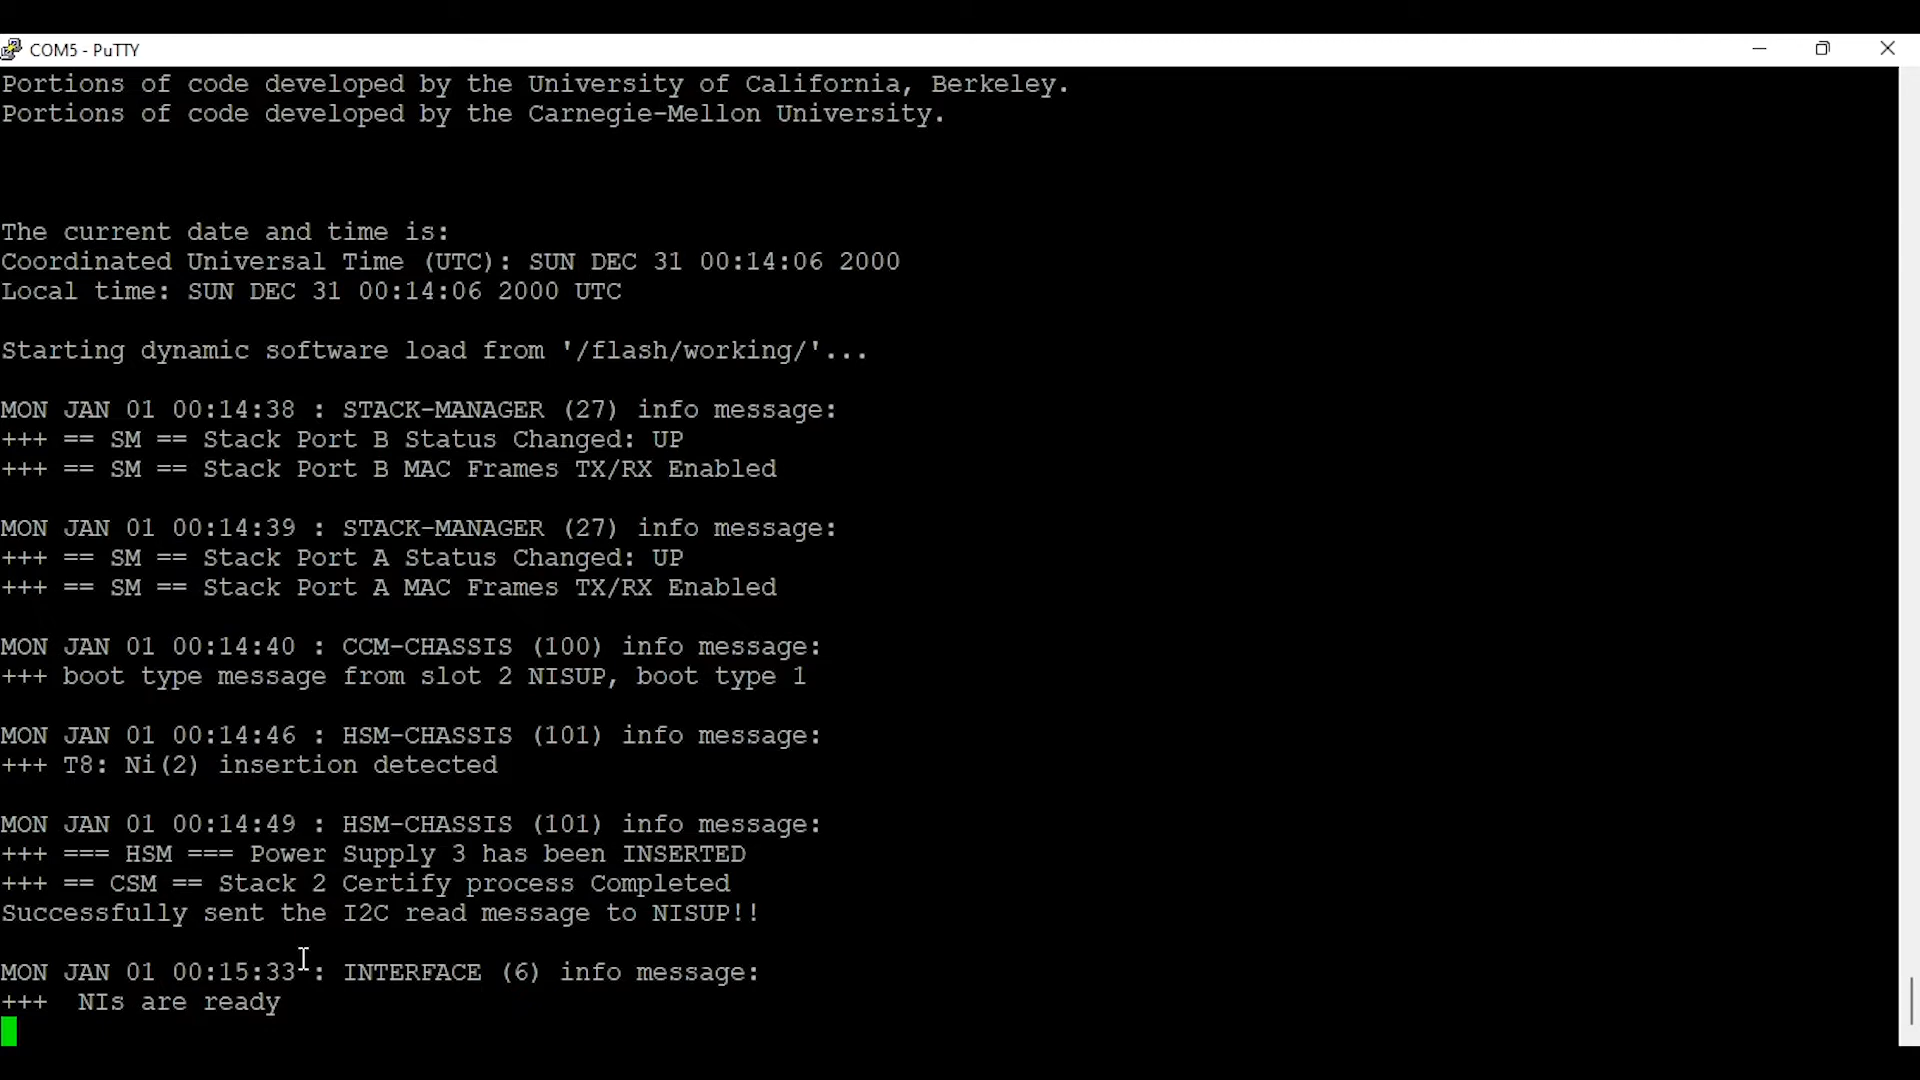 COM5 - PuTTY
Portions of code developed by the University of California, Berkeley.
Portions of code developed by the Carnegie-Mellon University.
The current date and time is:
Coordinated Universal Time (UTC): SUN DEC 31 00:14:06 2000
Local time: SUN DEC 31 00:14:06 2000 UTC
Starting dynamic software load from '/flash/working/'...
MON JAN 01 00:14:38 : STACK-MANAGER (27) info message:
+++ == SM == Stack Port B Status Changed: UP
+++ == SM == Stack Port B MAC Frames TX/RX Enabled
MON JAN 01 00:14:39 : STACK-MANAGER (27) info message:
+++ == SM == Stack Port A Status Changed: UP
+++ == SM == Stack Port A MAC Frames TX/RX Enabled
MON JAN 01 00:14:40 : CCM-CHASSIS (100) info message:
+++ boot type message from slot 2 NISUP, boot type 1
MON JAN 01 00:14:46 : HSM-CHASSIS (101) info message:
+++ T8: Ni(2) insertion detected
MON JAN 01 00:14:49 : HSM-CHASSIS (101) info message:
+++ === HSM === Power Supply 3 has been INSERTED
+++ == CSM == Stack 2 Certify process Completed
Successfully sent the I2C read message to NISUP!!
MON JAN 01 00:15:33 : INTERFACE (6) info message:
+++  NIs are ready